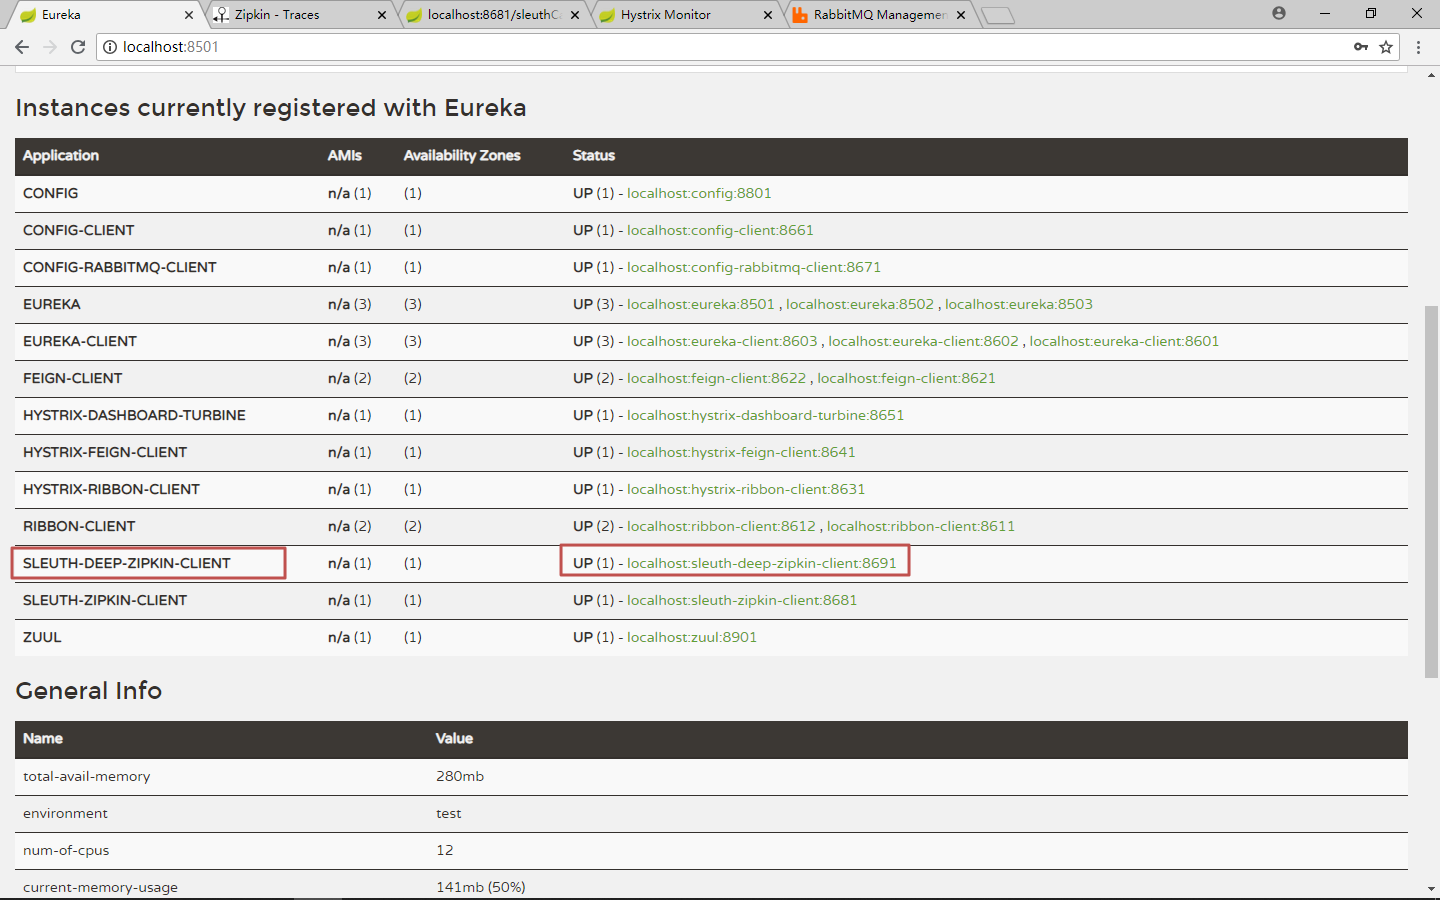 Eureka
Zipkin - Traces
localhost:8681/sleuthC
Hystrix Monitor
RabbitMQ Managemen
localhost:8501
Instances currently registered with Eureka
Application AMIs Availability Zones Status
CONFIG n/a (1) (1) UP (1) - localhost:config:8801
CONFIG-CLIENT n/a (1) (1) UP (1) - localhost:config-client:8661
CONFIG-RABBITMQ-CLIENT n/a (1) (1) UP (1) - localhost:config-rabbitmq-client:8671
EUREKA n/a (3) (3) UP (3) - localhost:eureka:8501 , localhost:eureka:8502 , localhost:eureka:8503
EUREKA-CLIENT n/a (3) (3) UP (3) - localhost:eureka-client:8603 , localhost:eureka-client:8602 , localhost:eureka-client:8601
FEIGN-CLIENT n/a (2) (2) UP (2) - localhost:feign-client:8622 , localhost:feign-client:8621
HYSTRIX-DASHBOARD-TURBINE n/a (1) (1) UP (1) - localhost:hystrix-dashboard-turbine:8651
HYSTRIX-FEIGN-CLIENT n/a (1) (1) UP (1) - localhost:hystrix-feign-client:8641
HYSTRIX-RIBBON-CLIENT n/a (1) (1) UP (1) - localhost:hystrix-ribbon-client:8631
RIBBON-CLIENT n/a (2) (2) UP (2) - localhost:ribbon-client:8612 , localhost:ribbon-client:8611
SLEUTH-DEEP-ZIPKIN-CLIENT n/a (1) (1) UP (1) - localhost:sleuth-deep-zipkin-client:8691
SLEUTH-ZIPKIN-CLIENT n/a (1) (1) UP (1) - localhost:sleuth-zipkin-client:8681
ZUUL n/a (1) (1) UP (1) - localhost:zuul:8901
General Info
Name Value
total-avail-memory 280mb
environment test
num-of-cpus 12
current-memory-usage 141mb (50%)